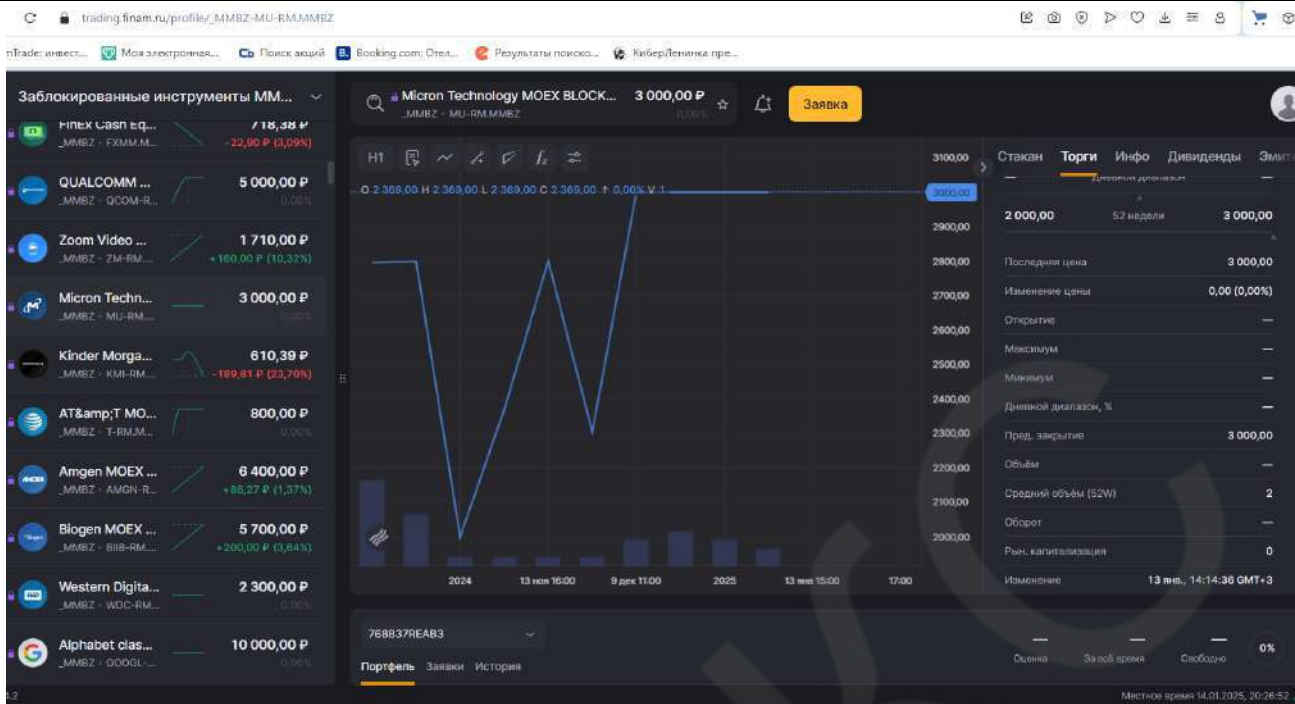 trading.finam.ru/profile/_MMBZ-MU-RM.MMBZ
nTrade: инвест...
Моя электронная...
Поиск акций
Booking.com: Отел...
Результаты поиско...
КиберЛенинка пре...
Заблокированные инструменты ММ...
FinEx Cash Eq...
718,38 ₽
_MMBZ · FXMM.M...
-22,90 ₽ (3,09%)
QUALCOMM ...
5 000,00 ₽
_MMBZ · QCOM-R...
0,00%
Zoom Video ...
1 710,00 ₽
_MMBZ · ZM-RM....
+160,00 ₽ (10,32%)
Micron Techn...
3 000,00 ₽
_MMBZ · MU-RM....
0,00%
Kinder Morga...
610,39 ₽
_MMBZ · KMI-RM...
-189,61 ₽ (23,70%)
AT&amp;T MO...
800,00 ₽
_MMBZ · T-RM.M...
0,00%
Amgen MOEX ...
6 400,00 ₽
_MMBZ · AMGN-R...
+86,27 ₽ (1,37%)
Biogen MOEX ...
5 700,00 ₽
_MMBZ · BIIB-RM....
+200,00 ₽ (3,64%)
Western Digita...
2 300,00 ₽
_MMBZ · WDC-RM...
0,00%
Alphabet clas...
10 000,00 ₽
_MMBZ · GOOGL-...
0,00%
Micron Technology MOEX BLOCK...
3 000,00 ₽
_MMBZ · MU-RM.MMBZ
0,00%
Заявка
H1
O 2 369,00 H 2 369,00 L 2 369,00 C 2 369,00 ↑ 0,00% V 1
3100,00
3000,00
2900,00
2800,00
2700,00
2600,00
2500,00
2400,00
2300,00
2200,00
2100,00
2000,00
2024
13 ноя 16:00
9 дек 11:00
2025
13 янв 15:00
17:00
768837REAB3
Портфель Заявки История
Стакан Торги Инфо Дивиденды Эмит
— Дневной диапазон —
2 000,00 52 недели 3 000,00
Последняя цена 3 000,00
Изменение цены 0,00 (0,00%)
Открытие —
Максимум —
Минимум —
Дневной диапазон, % —
Пред. закрытие 3 000,00
Объём —
Средний объём (52W) 2
Оборот —
Рын. капитализация 0
Изменение 13 янв., 14:14:36 GMT+3
— — —
Оценка За всё время Свободно
0%
Местное время 14.01.2025, 20:26:52